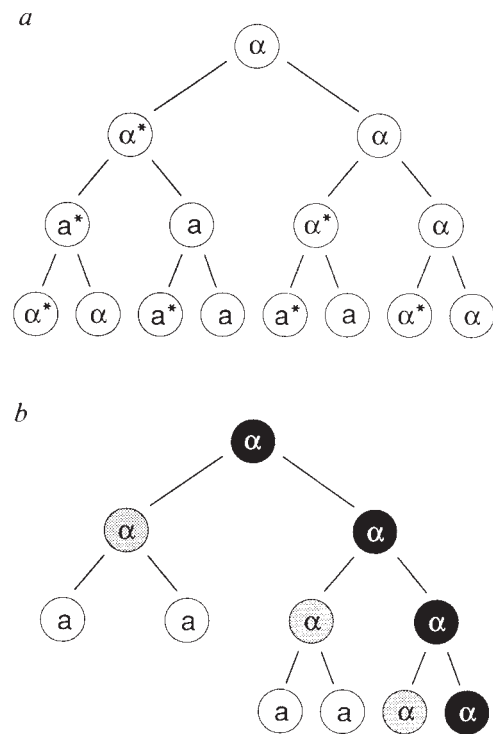 a
α
α* α
a* a α* α
α* α a* a a* a α* α
b
α
α α
a a α α
a a α α